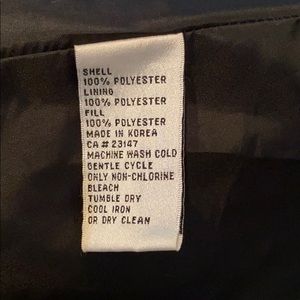 SHELL
100% POLYESTER
LINING
100% POLYESTER
FILL
100% POLYESTER
MADE IN KOREA
CA # 23147
MACHINE WASH COLD
GENTLE CYCLE
ONLY NON-CHLORINE
BLEACH
TUMBLE DRY
COOL IRON
OR DRY CLEAN